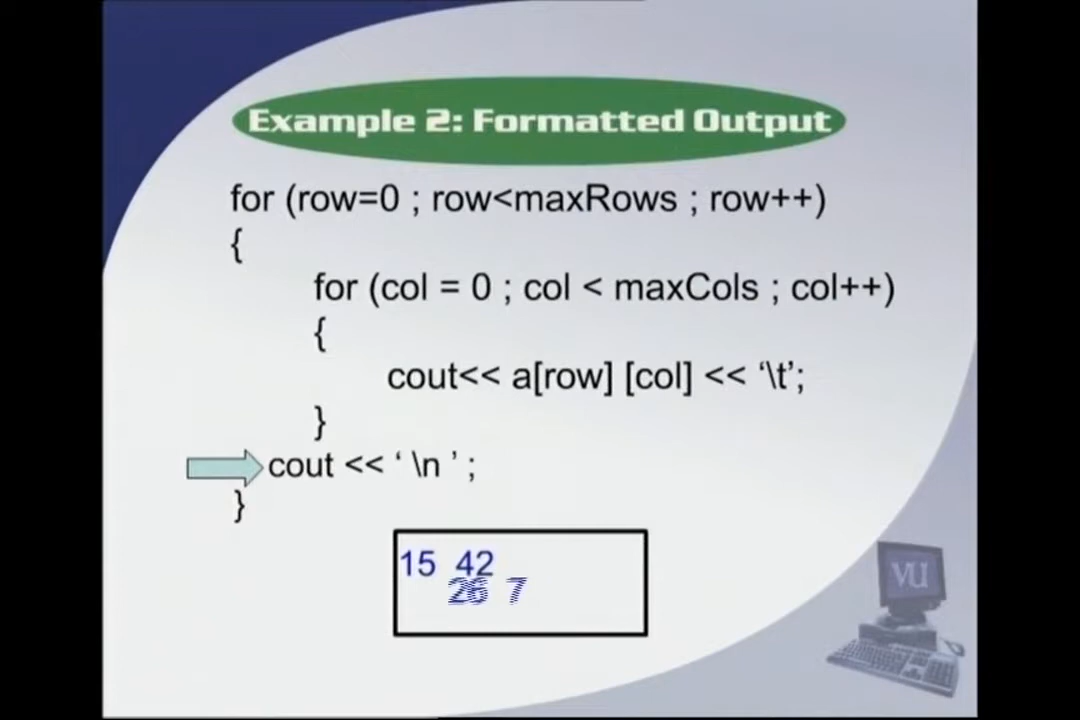 Example 2: Formatted Output
for (row=0 ; row<maxRows ; row++)
{
for (col = 0 ; col < maxCols ; col++)
{
cout<< a[row] [col] << ‘\t’;
}
cout << ‘ \n ’ ;
}
15 42
26 7
VU